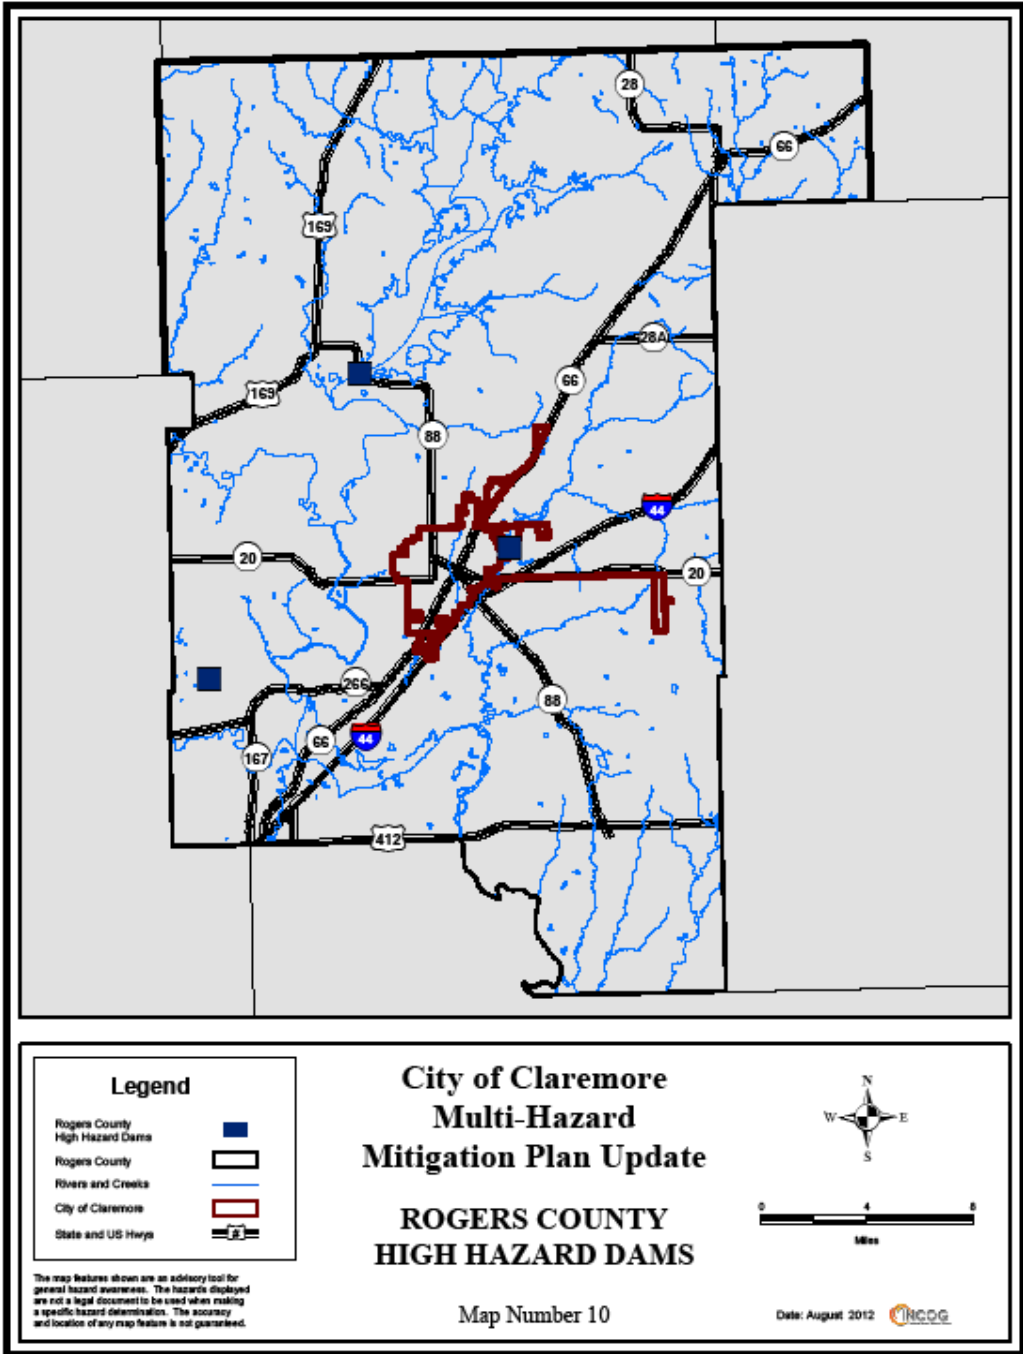 28
66
169
28A
66
169
88
44
20
20
266
88
66
44
167
412
Legend
Rogers County
High Hazard Dams
Rogers County
Rivers and Creeks
City of Claremore
State and US Hwys
#
The map features shown are an advisory tool for
general hazard awareness. The hazards displayed
are not a legal document to be used when making
a specific hazard determination. The accuracy
and location of any map feature is not guaranteed.
City of Claremore
Multi-Hazard
Mitigation Plan Update
ROGERS COUNTY
HIGH HAZARD DAMS
Map Number 10
N
W E
S
0 4 8
Miles
Date: August 2012
INCOG